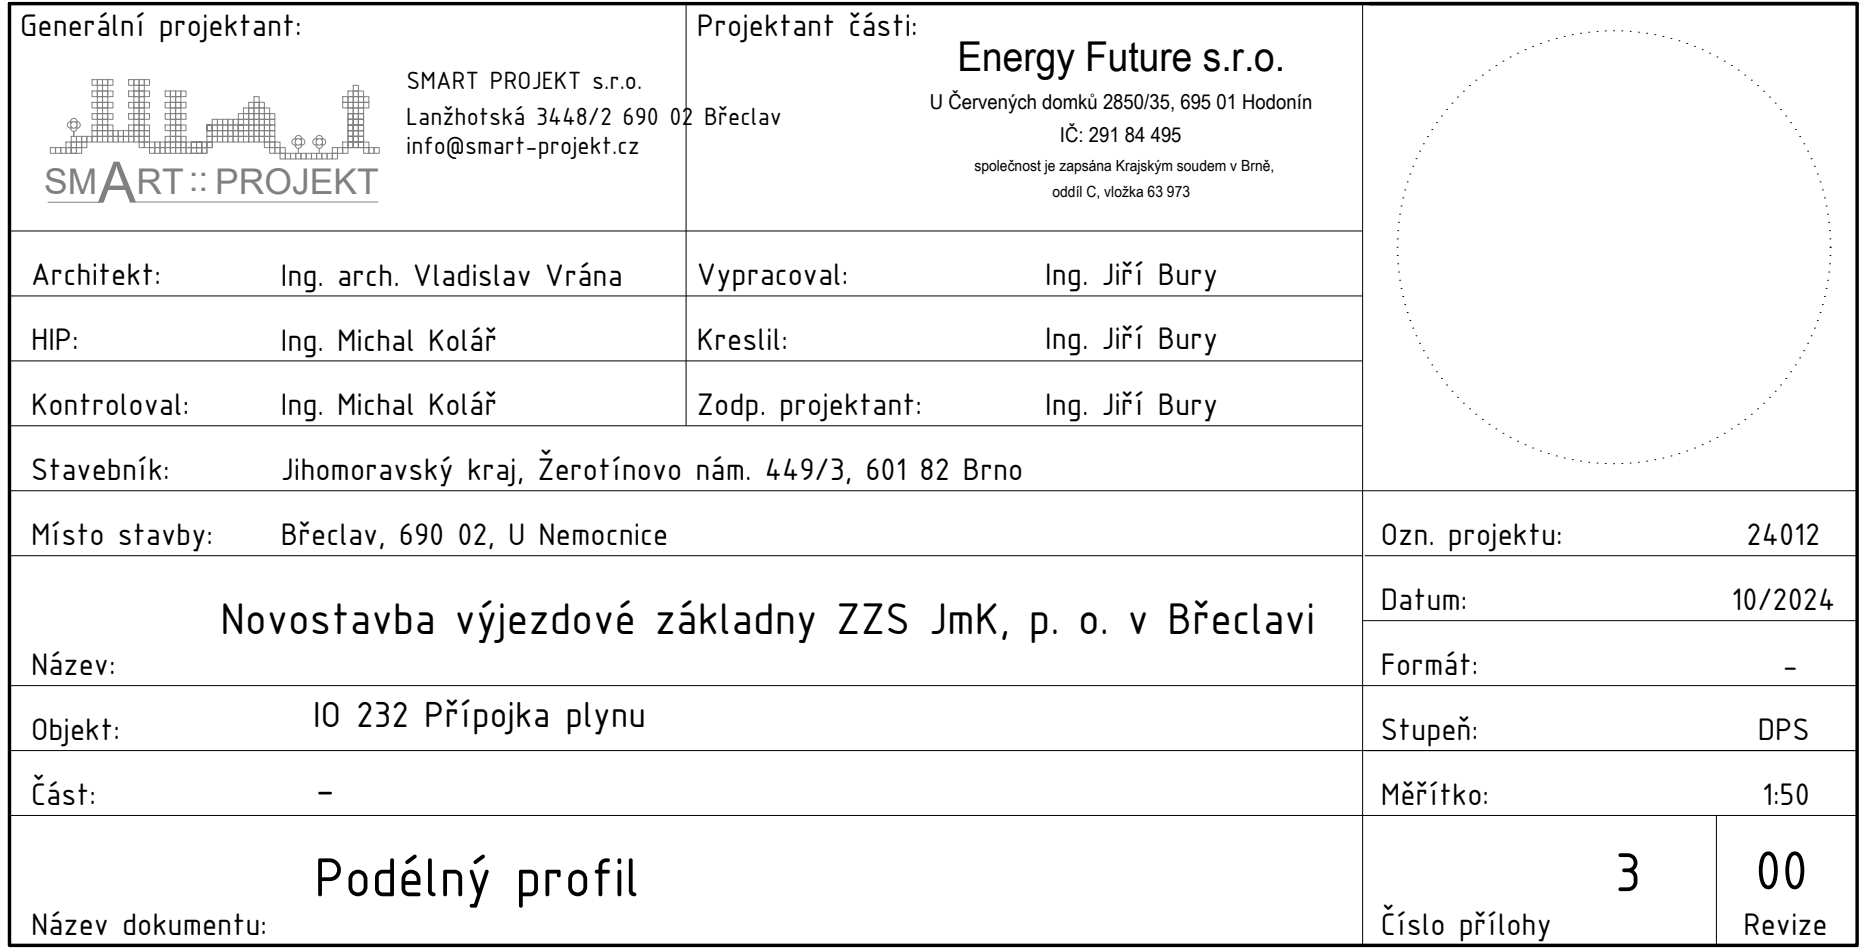 Generální projektant:
SMART PROJEKT s.r.o.
Lanžhotská 3448/2 690 02 Břeclav
info@smart-projekt.cz
SMART :: PROJEKT
Projektant části:
Energy Future s.r.o.
U Červených domků 2850/35, 695 01 Hodonín
IČ: 291 84 495
společnost je zapsána Krajským soudem v Brně,
oddíl C, vložka 63 973
Architekt: Ing. arch. Vladislav Vrána
Vypracoval: Ing. Jiří Bury
HIP: Ing. Michal Kolář
Kreslil: Ing. Jiří Bury
Kontroloval: Ing. Michal Kolář
Zodp. projektant: Ing. Jiří Bury
Stavebník: Jihomoravský kraj, Žerotínovo nám. 449/3, 601 82 Brno
Místo stavby: Břeclav, 690 02, U Nemocnice
Ozn. projektu: 24012
Novostavba výjezdové základny ZZS JmK, p. o. v Břeclavi
Název:
Datum: 10/2024
Formát: -
Objekt: IO 232 Přípojka plynu
Stupeň: DPS
Část: -
Měřítko: 1:50
Podélný profil
Název dokumentu:
3
Číslo přílohy
00
Revize